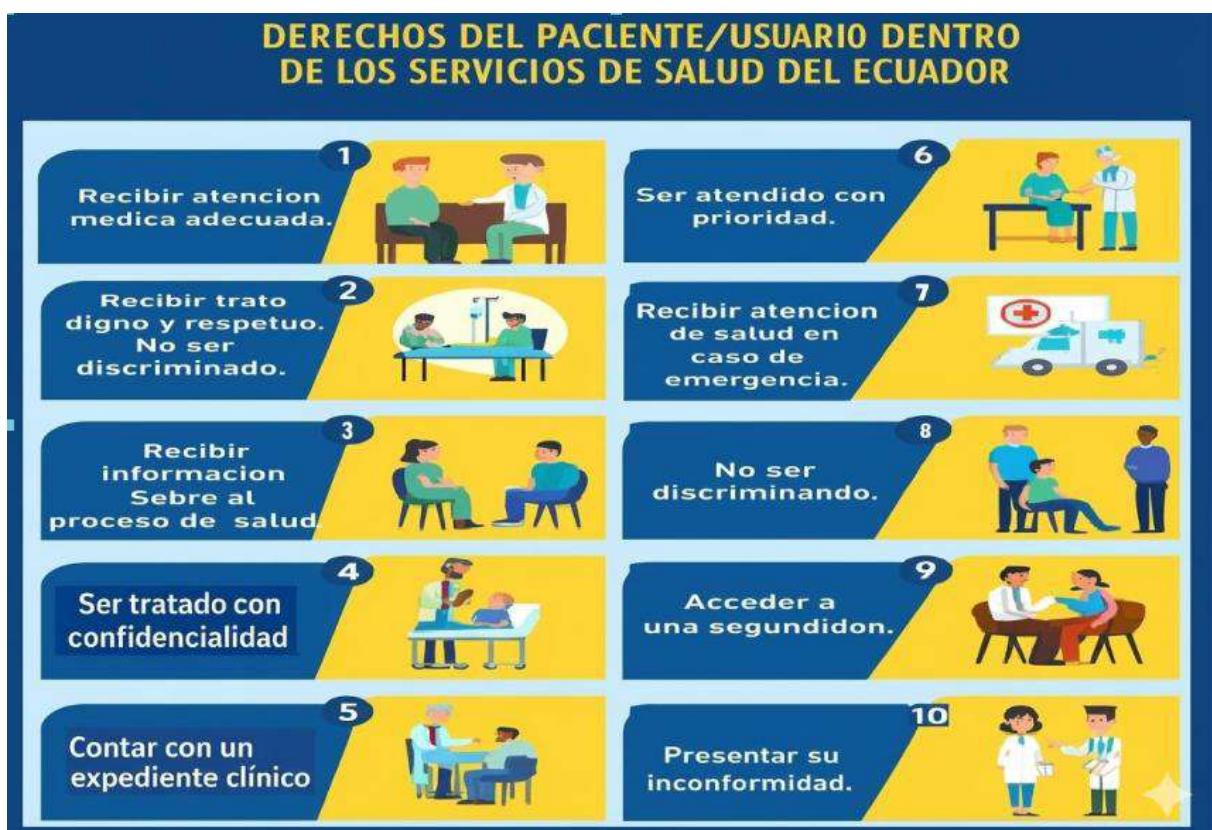 DERECHOS DEL PACLENTE/USUARI0 DENTRO
DE LOS SERVICIOS DE SALUD DEL ECUADOR
1
Recibir atencion
medica adecuada.
2
Recibir trato
digno y respetuo.
No ser
discriminado.
3
Recibir
informacion
Sebre al
proceso de salud.
4
Ser tratado con
confidencialidad
5
Contar con un
expediente clínico
6
Ser atendido con
prioridad.
7
Recibir atencion
de salud en
caso de
emergencia.
8
No ser
discriminando.
9
Acceder a
una segundidon.
10
Presentar su
inconformidad.